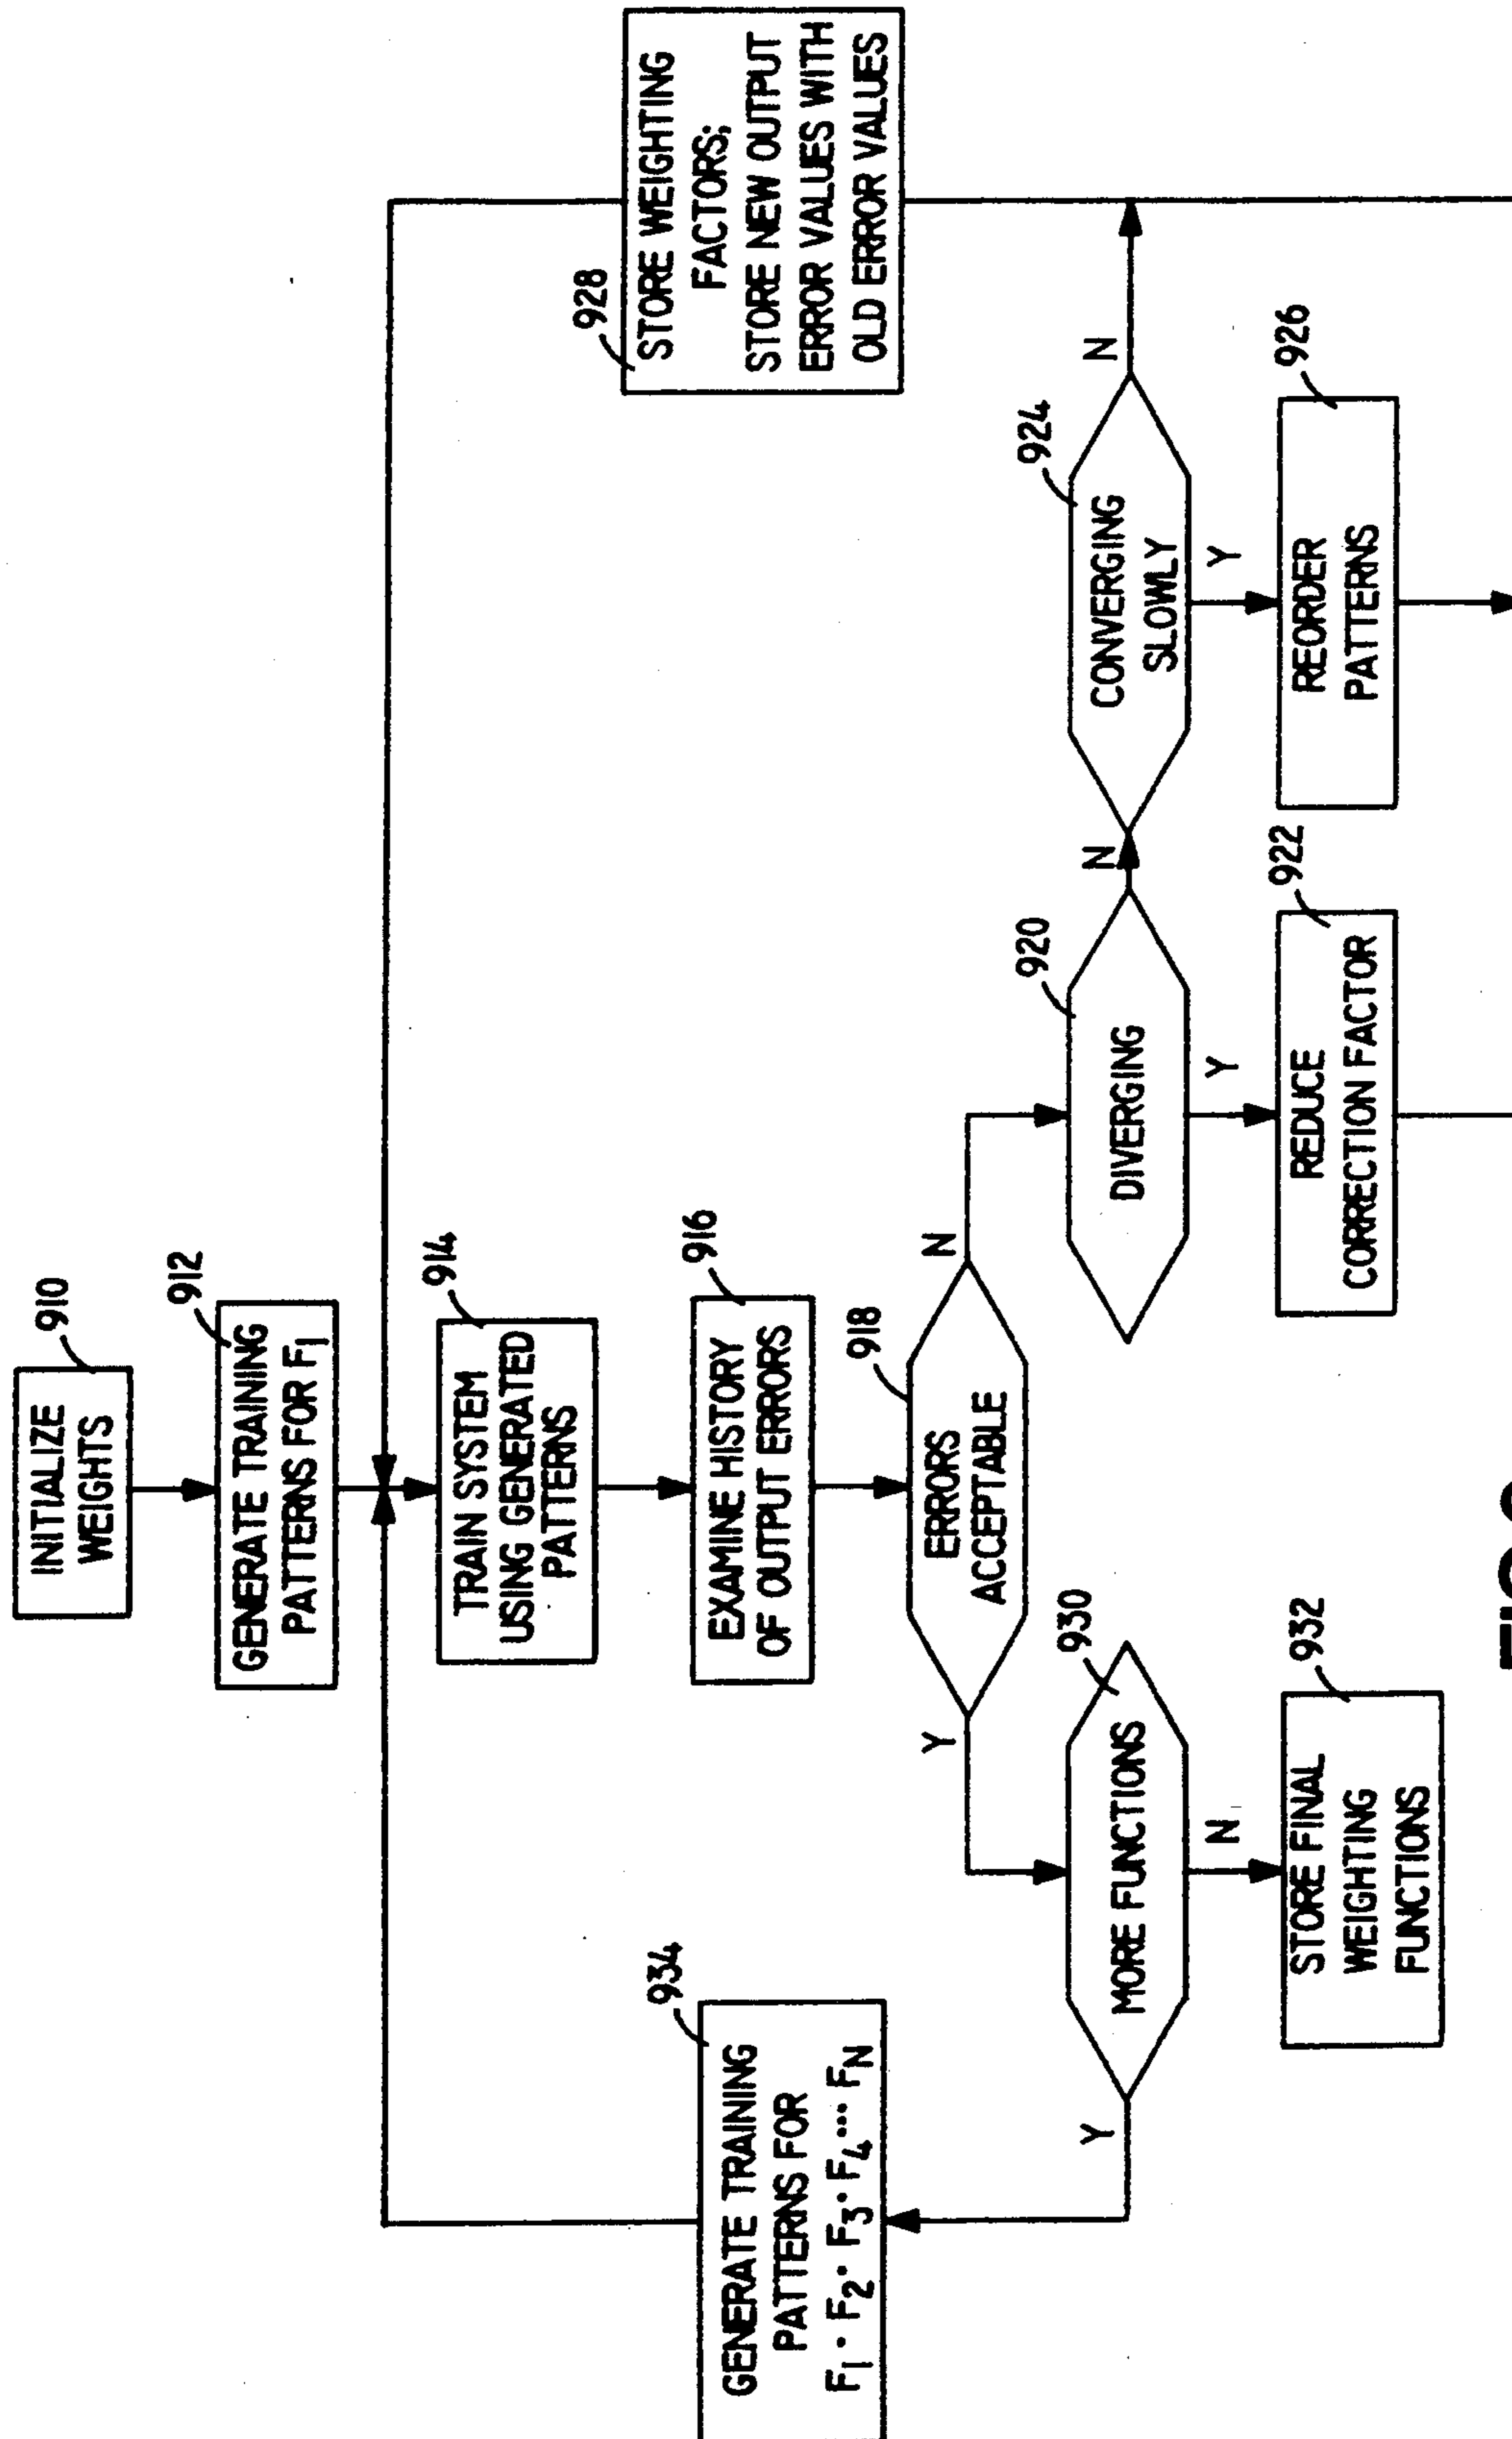 INITIALIZE
WEIGHTS
910
GENERATE TRAINING
PATTERNS FOR F1
912
TRAIN SYSTEM
USING GENERATED
PATTERNS
914
EXAMINE HISTORY
OF OUTPUT ERRORS
916
ERRORS
ACCEPTABLE
918
Y
N
GENERATE TRAINING
PATTERNS FOR
F1 · F2 · F3 · F4 ··· FN
934
MORE FUNCTIONS
930
Y
N
STORE FINAL
WEIGHTING
FUNCTIONS
932
DIVERGING
920
N
Y
REDUCE
CORRECTION FACTOR
922
CONVERGING
SLOWLY
924
N
Y
REORDER
PATTERNS
926
STORE WEIGHTING
FACTORS;
STORE NEW OUTPUT
ERROR VALUES WITH
OLD ERROR VALUES
928